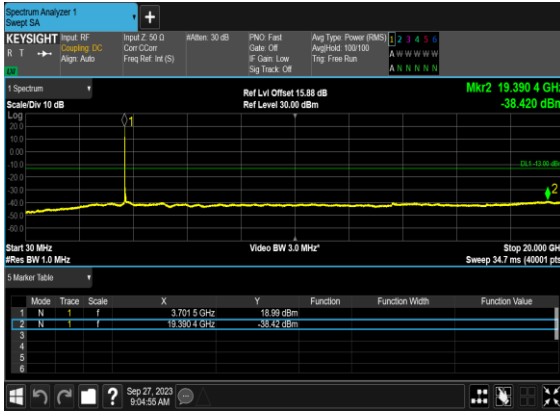 Spectrum Analyzer 1
Swept SA
+
KEYSIGHT Input: RF Input Z: 50 Ω #Atten: 30 dB PNO: Fast Avg Type: Power (RMS) 1 2 3 4 5 6
R T Coupling: DC Corr CCorr Gate: Off Avg|Hold: 100/100 A W W W W W
Align: Auto Freq Ref: Int (S) IF Gain: Low Trig: Free Run
Sig Track: Off A N N N N N
1 Spectrum
Ref Lvl Offset 15.88 dB Mkr2 19.390 4 GHz
Scale/Div 10 dB Ref Level 30.00 dBm -38.420 dBm
Log
20.0
0.00
-10.0
-20.0
-30.0
-40.0
-50.0
-60.0
1
DL1 -13.00 dBm
2
Start 30 MHz Video BW 3.0 MHz* Stop 20.000 GH
#Res BW 1.0 MHz Sweep 34.7 ms (40001 pts
5 Marker Table
Mode Trace Scale X Y Function Function Width Function Value
1 N 1 f 3.701 5 GHz 18.99 dBm
2 N 1 f 19.390 4 GHz -38.42 dBm
3
4
5
6
? Sep 27, 2023
9:04:55 AM